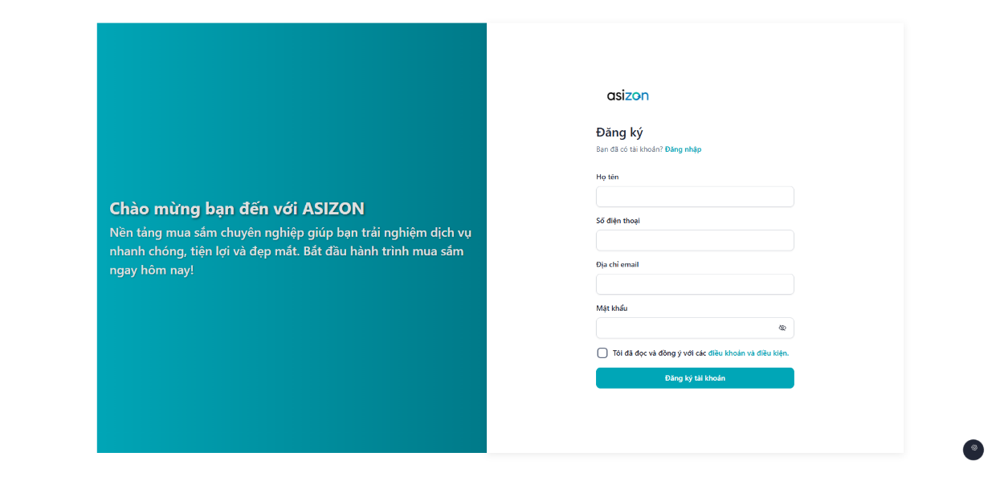 Chào mừng bạn đến với ASIZON
Nền tảng mua sắm chuyên nghiệp giúp bạn trải nghiệm dịch vụ
nhanh chóng, tiện lợi và đẹp mắt. Bắt đầu hành trình mua sắm
ngay hôm nay!
asizon
Đăng ký
Bạn đã có tài khoản? Đăng nhập
Họ tên
Số điện thoại
Địa chỉ email
Mật khẩu
Tôi đã đọc và đồng ý với các điều khoản và điều kiện.
Đăng ký tài khoản